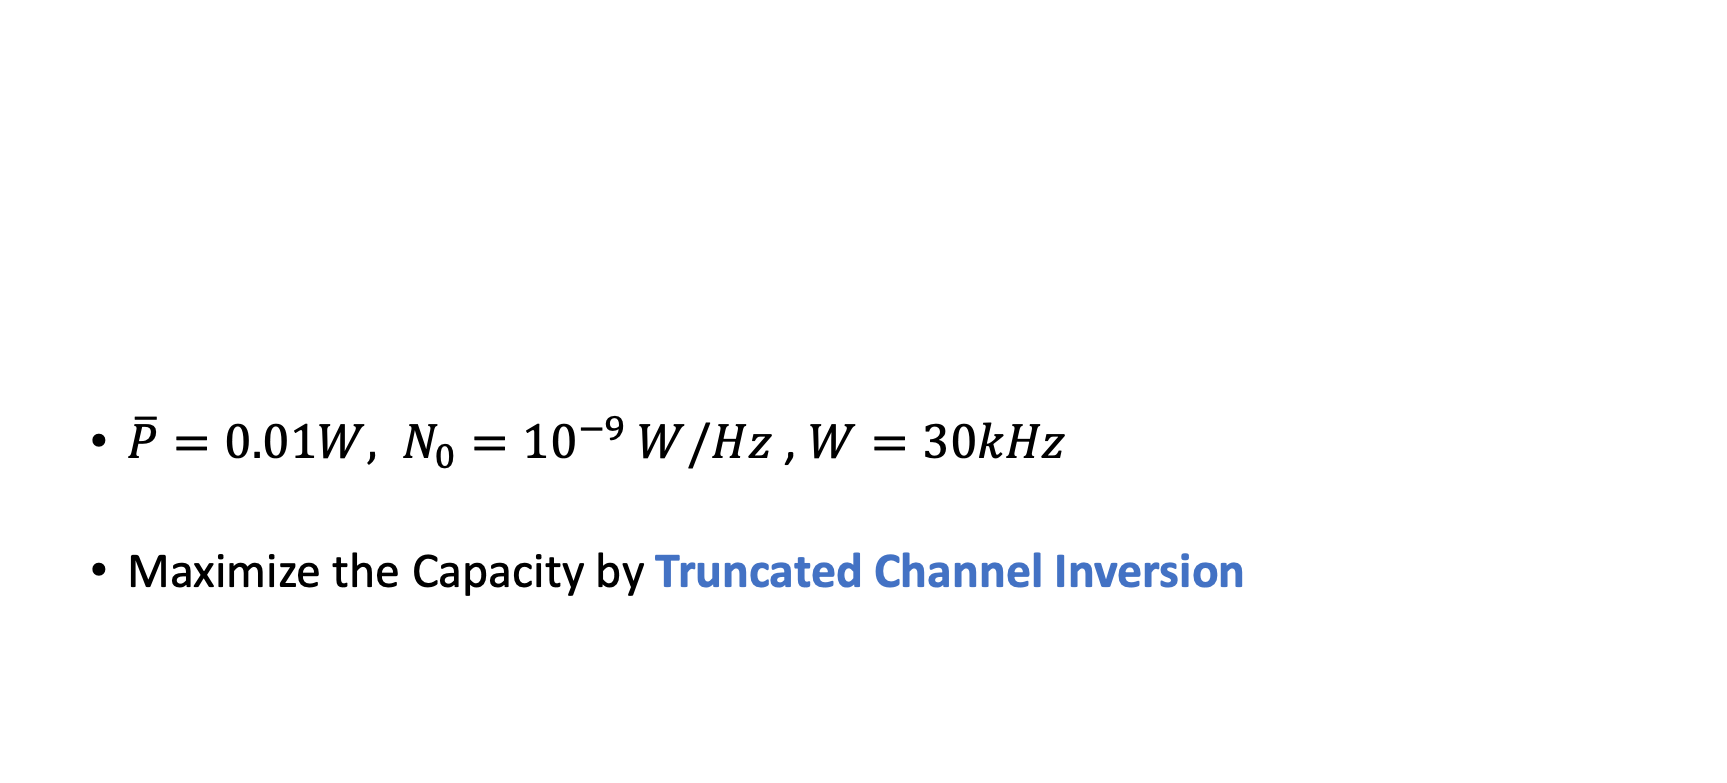 • P̅ = 0.01W, N₀ = 10⁻⁹ W/Hz , W = 30kHz
• Maximize the Capacity by Truncated Channel Inversion